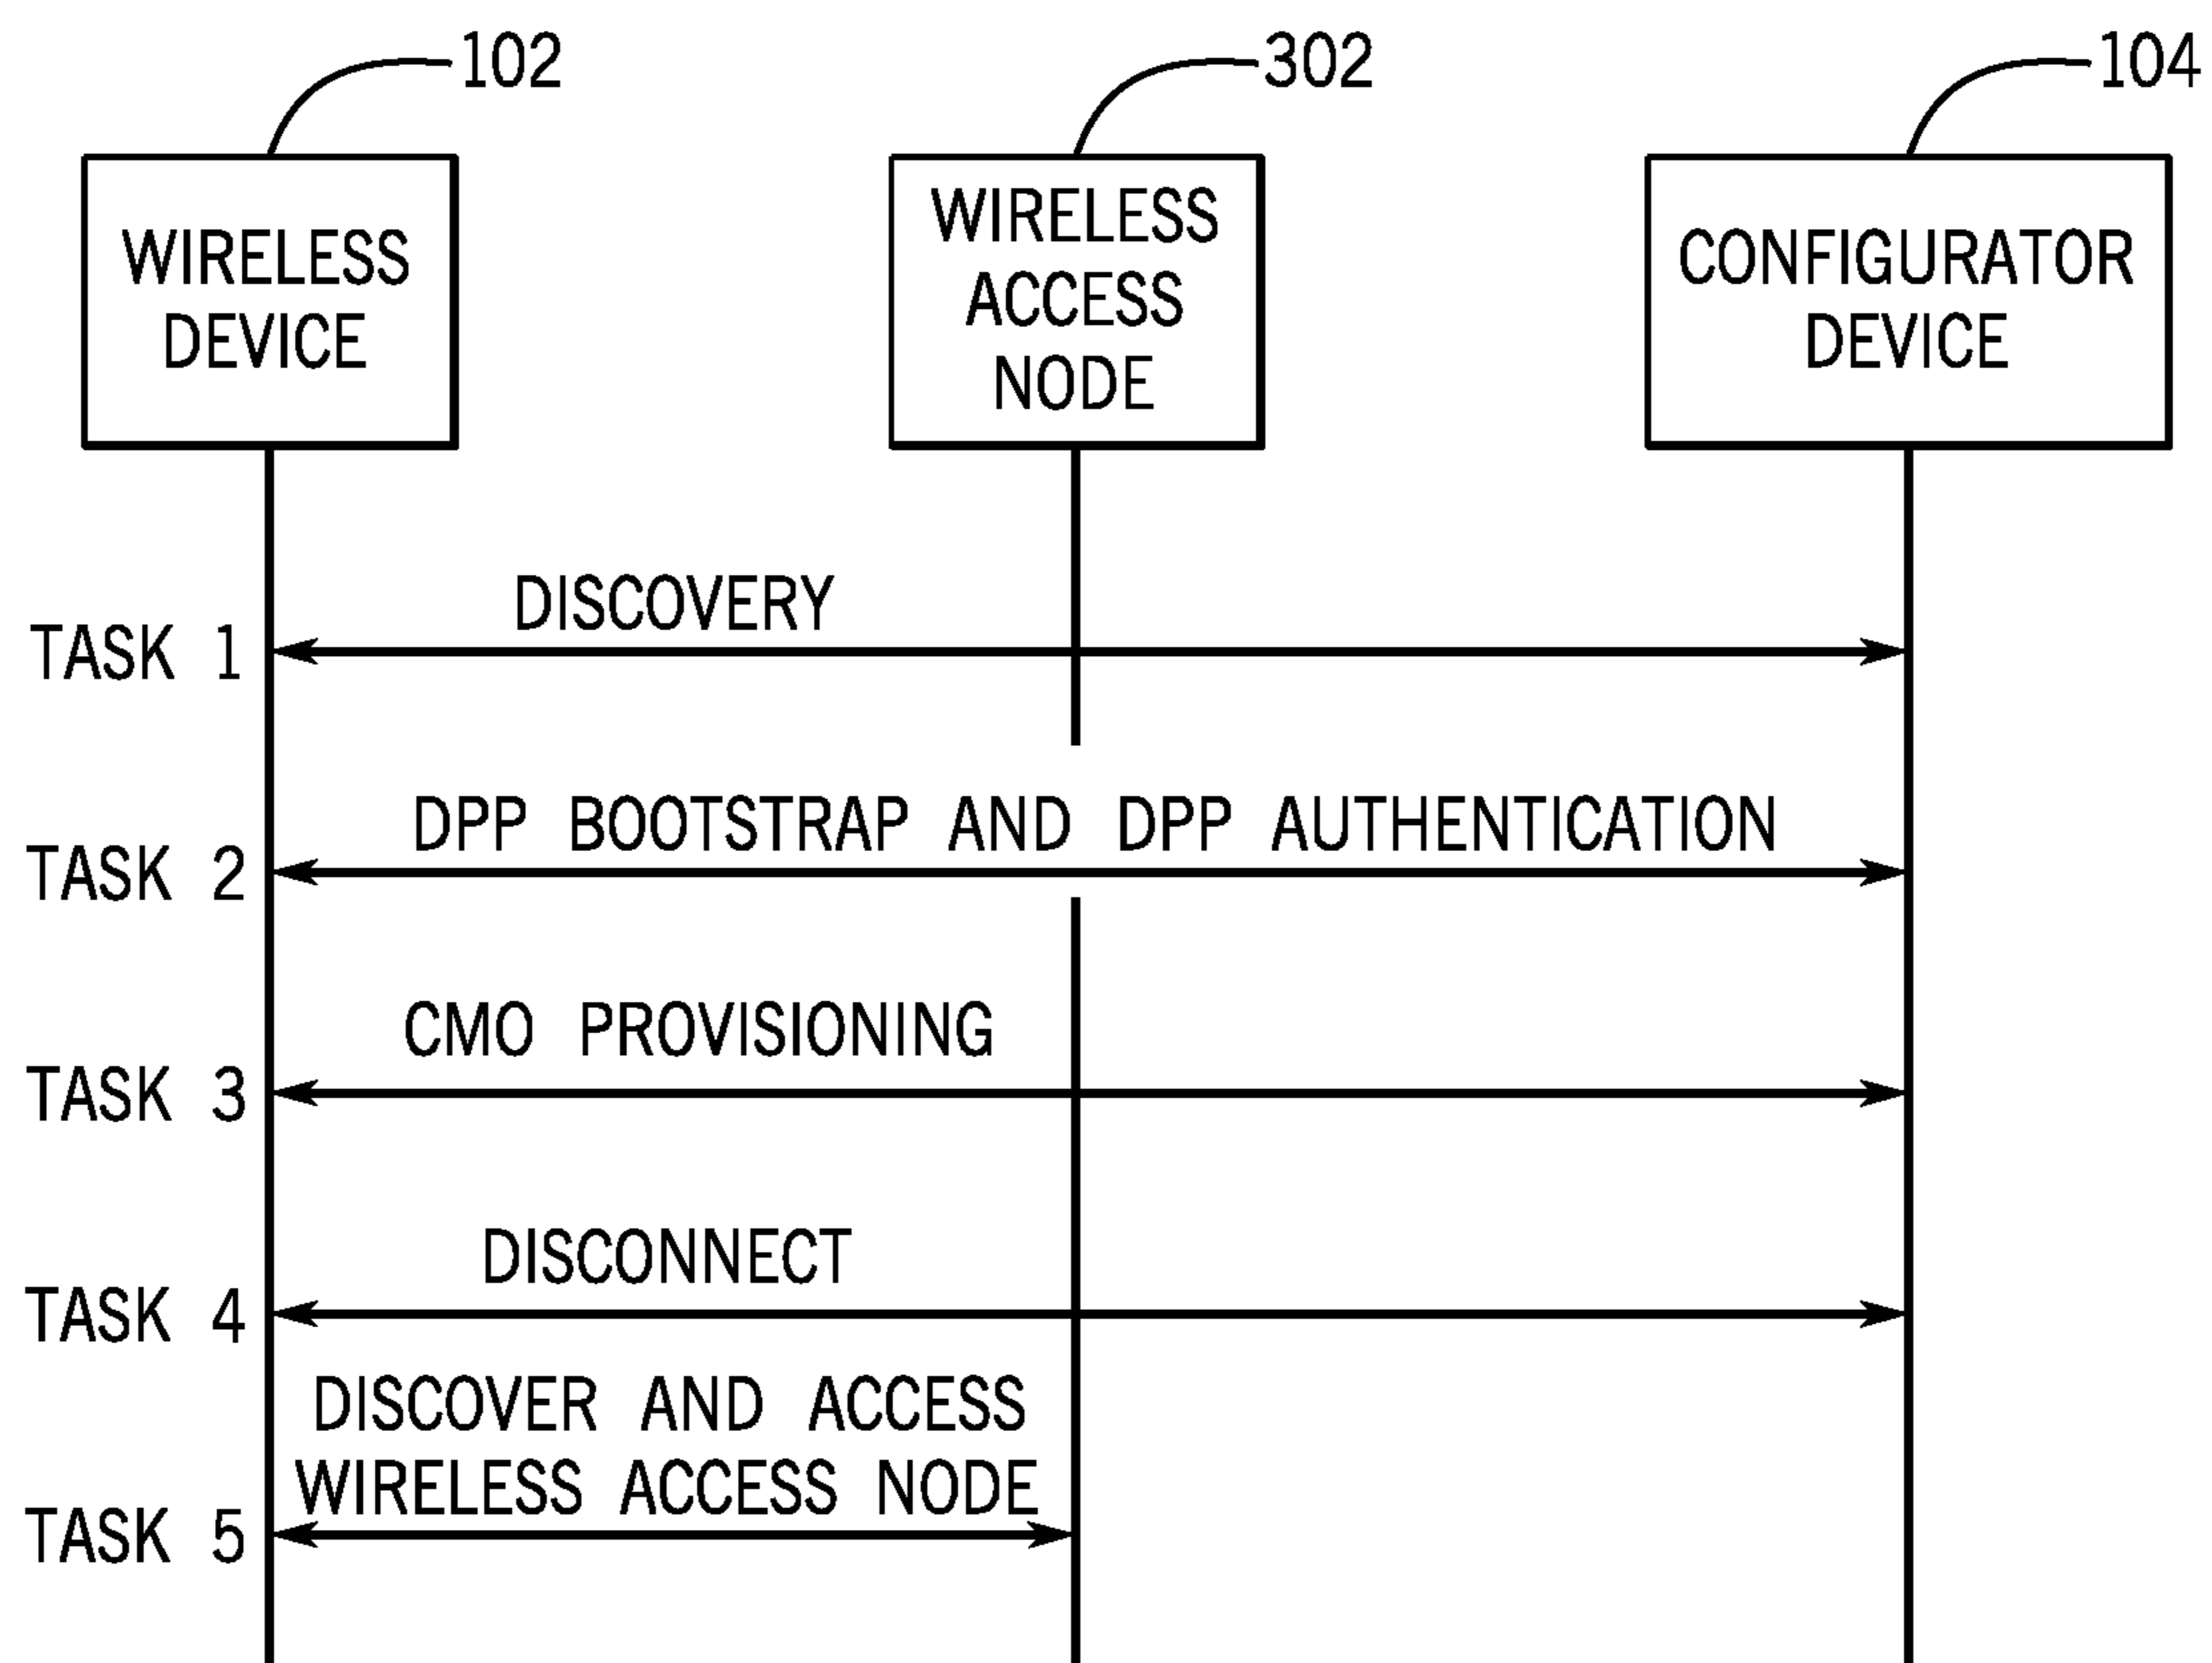 102
302
104
WIRELESS
DEVICE
WIRELESS
ACCESS
NODE
CONFIGURATOR
DEVICE
DISCOVERY
TASK 1
DPP BOOTSTRAP AND DPP AUTHENTICATION
TASK 2
CMO PROVISIONING
TASK 3
DISCONNECT
TASK 4
DISCOVER AND ACCESS
WIRELESS ACCESS NODE
TASK 5